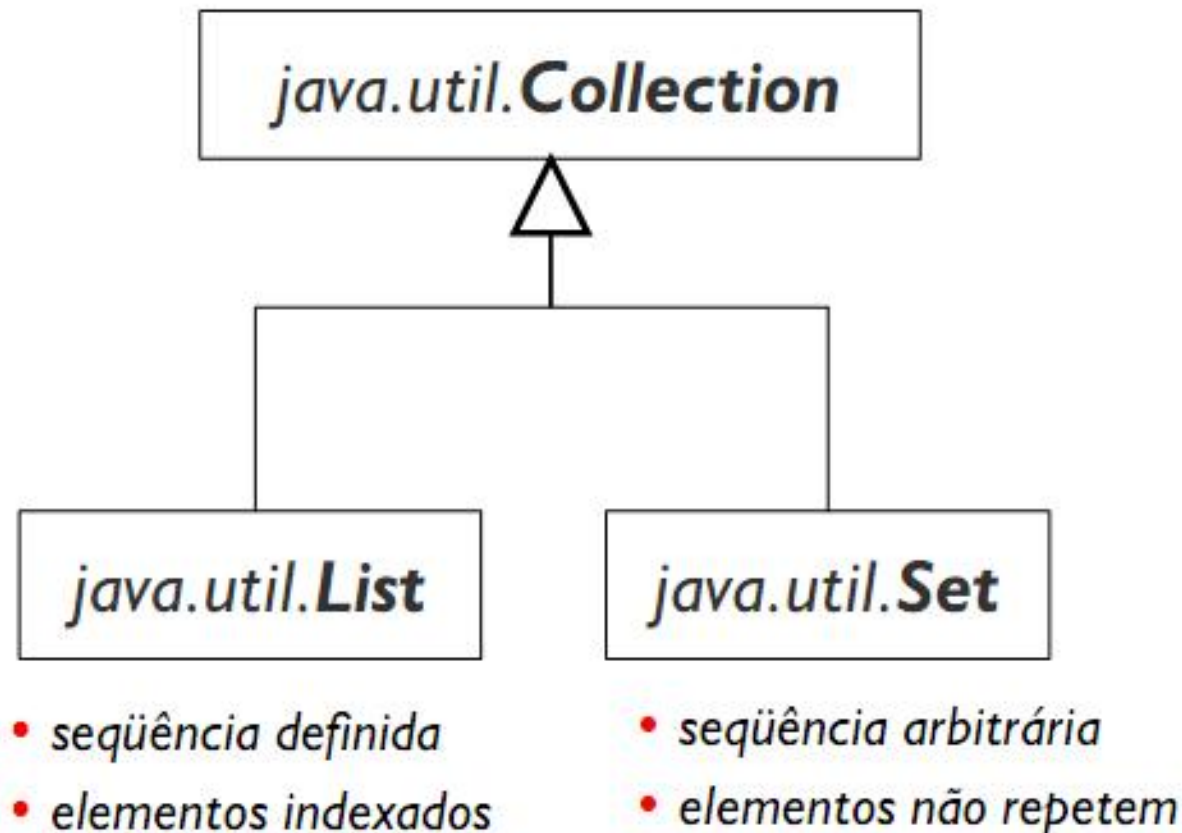 java.util.Collection
java.util.List
java.util.Set
• seqüência definida
• elementos indexados
• seqüência arbitrária
• elementos não repetem